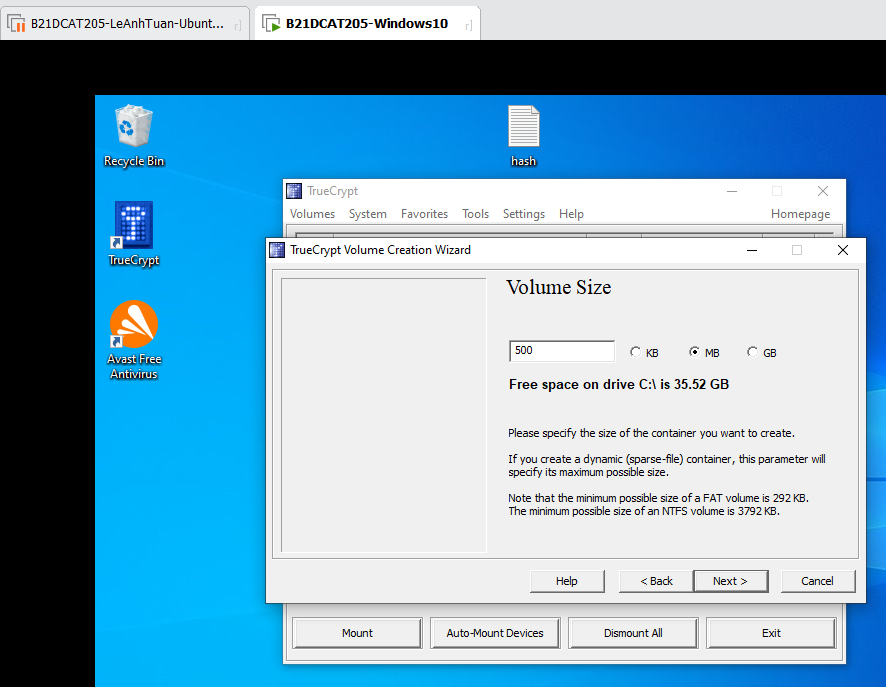 B21DCAT205-LeAnhTuan-Ubunt...
B21DCAT205-Windows10
Recycle Bin
hash
TrueCrypt
Avast Free
Antivirus
TrueCrypt
Volumes System Favorites Tools Settings Help Homepage
TrueCrypt Volume Creation Wizard
Volume Size
500 KB MB GB
Free space on drive C:\ is 35.52 GB
Please specify the size of the container you want to create.
If you create a dynamic (sparse-file) container, this parameter will
specify its maximum possible size.
Note that the minimum possible size of a FAT volume is 292 KB.
The minimum possible size of an NTFS volume is 3792 KB.
Help < Back Next > Cancel
Mount Auto-Mount Devices Dismount All Exit